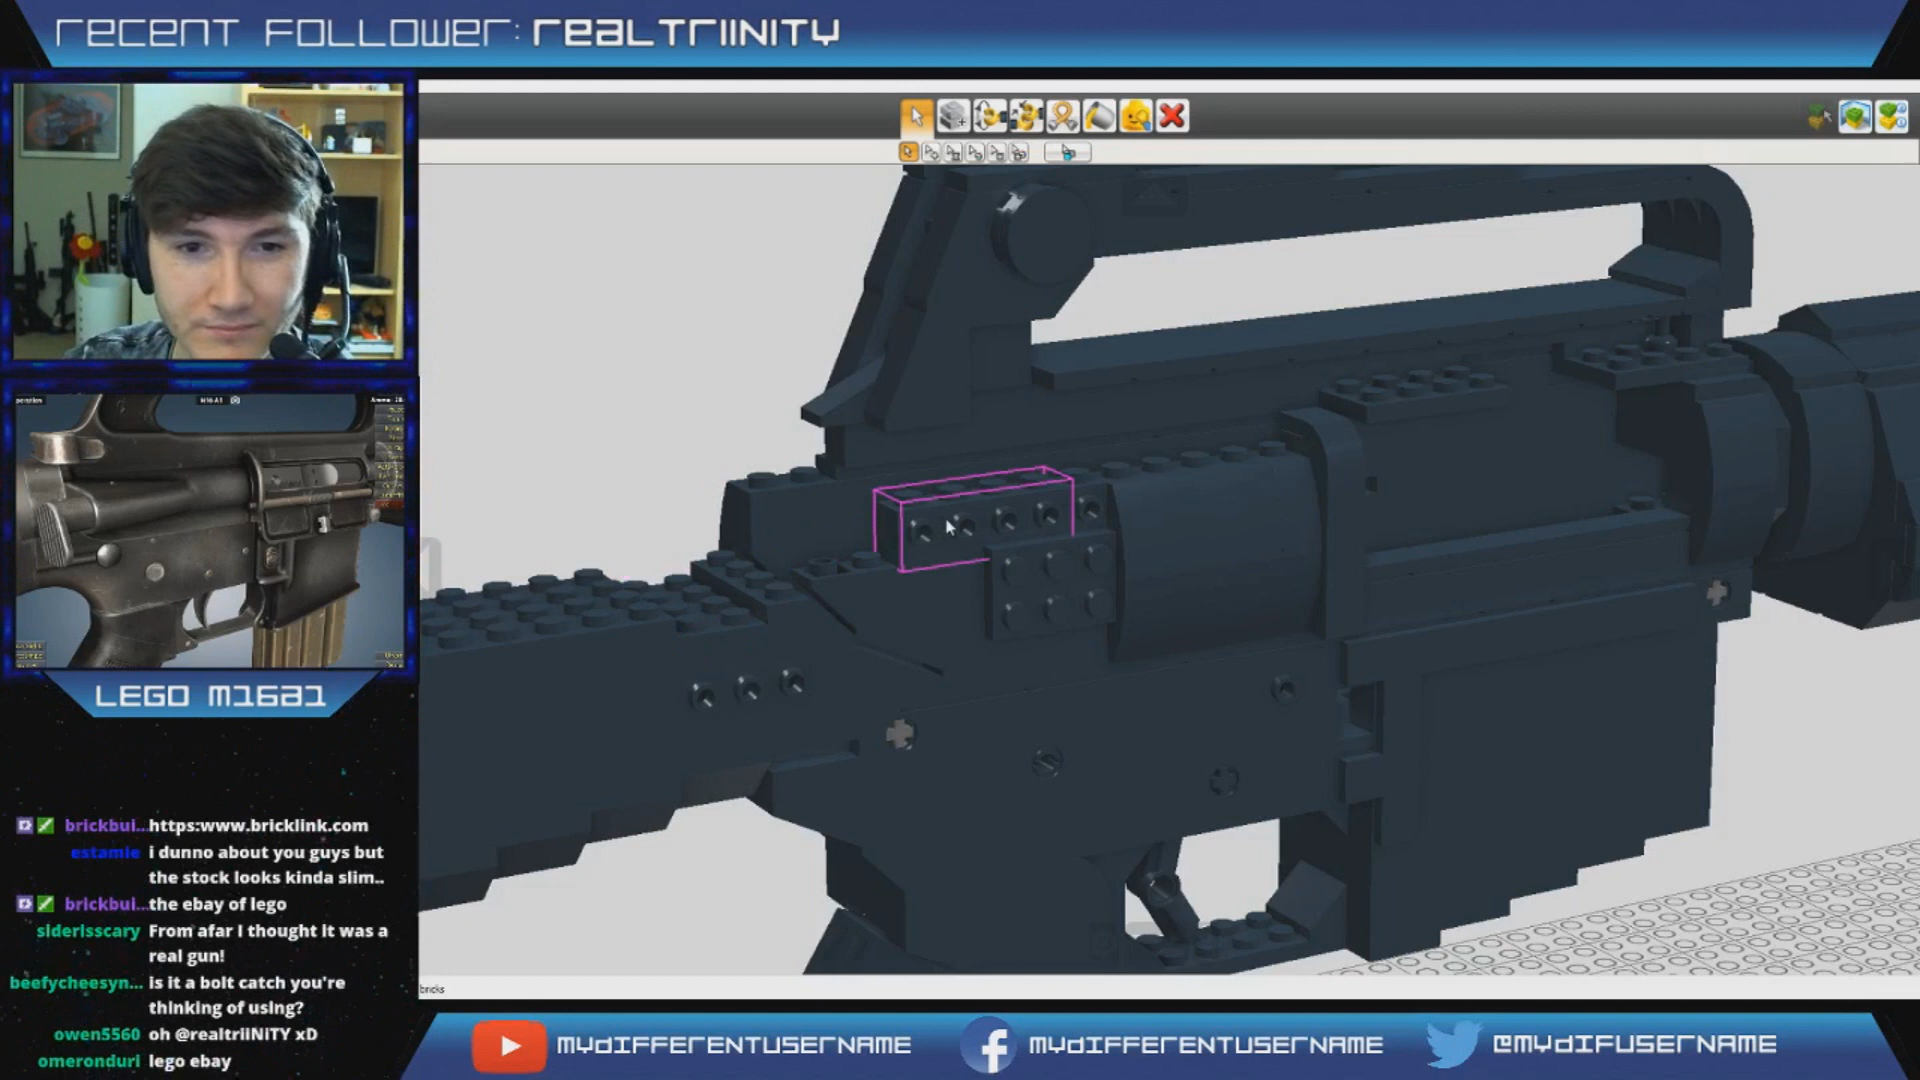 RECENT FOLLOWER: REALTRIINITY
M16A1
LEGO M16A1
brickbui... https:www.bricklink.com
estamie i dunno about you guys but
the stock looks kinda slim..
brickbui... the ebay of lego
siderisscary From afar I thought it was a
real gun!
beefycheesyn... is it a bolt catch you're
thinking of using?
owen5560 oh @realtriiNiTY xD
omeronduri lego ebay
bricks
MYDIFFERENTUSERNAME
MYDIFFERENTUSERNAME
@MYDIFUSERNAME